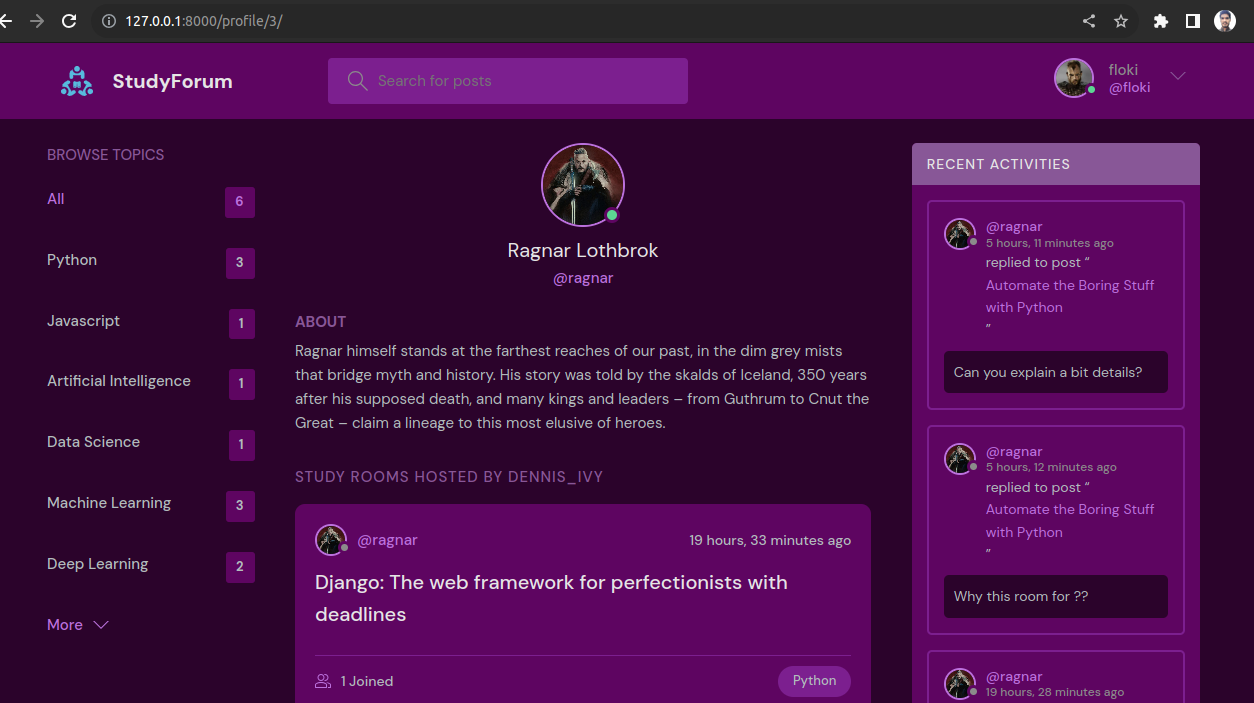 127.0.0.1:8000/profile/3/
StudyForum
Search for posts
floki
@floki
BROWSE TOPICS
All 6
Python 3
Javascript 1
Artificial Intelligence 1
Data Science 1
Machine Learning 3
Deep Learning 2
More
Ragnar Lothbrok
@ragnar
ABOUT
Ragnar himself stands at the farthest reaches of our past, in the dim grey mists
that bridge myth and history. His story was told by the skalds of Iceland, 350 years
after his supposed death, and many kings and leaders – from Guthrum to Cnut the
Great – claim a lineage to this most elusive of heroes.
STUDY ROOMS HOSTED BY DENNIS_IVY
@ragnar 19 hours, 33 minutes ago
Django: The web framework for perfectionists with
deadlines
1 Joined Python
RECENT ACTIVITIES
@ragnar
5 hours, 11 minutes ago
replied to post “
Automate the Boring Stuff
with Python
”
Can you explain a bit details?
@ragnar
5 hours, 12 minutes ago
replied to post “
Automate the Boring Stuff
with Python
”
Why this room for ??
@ragnar
19 hours, 28 minutes ago